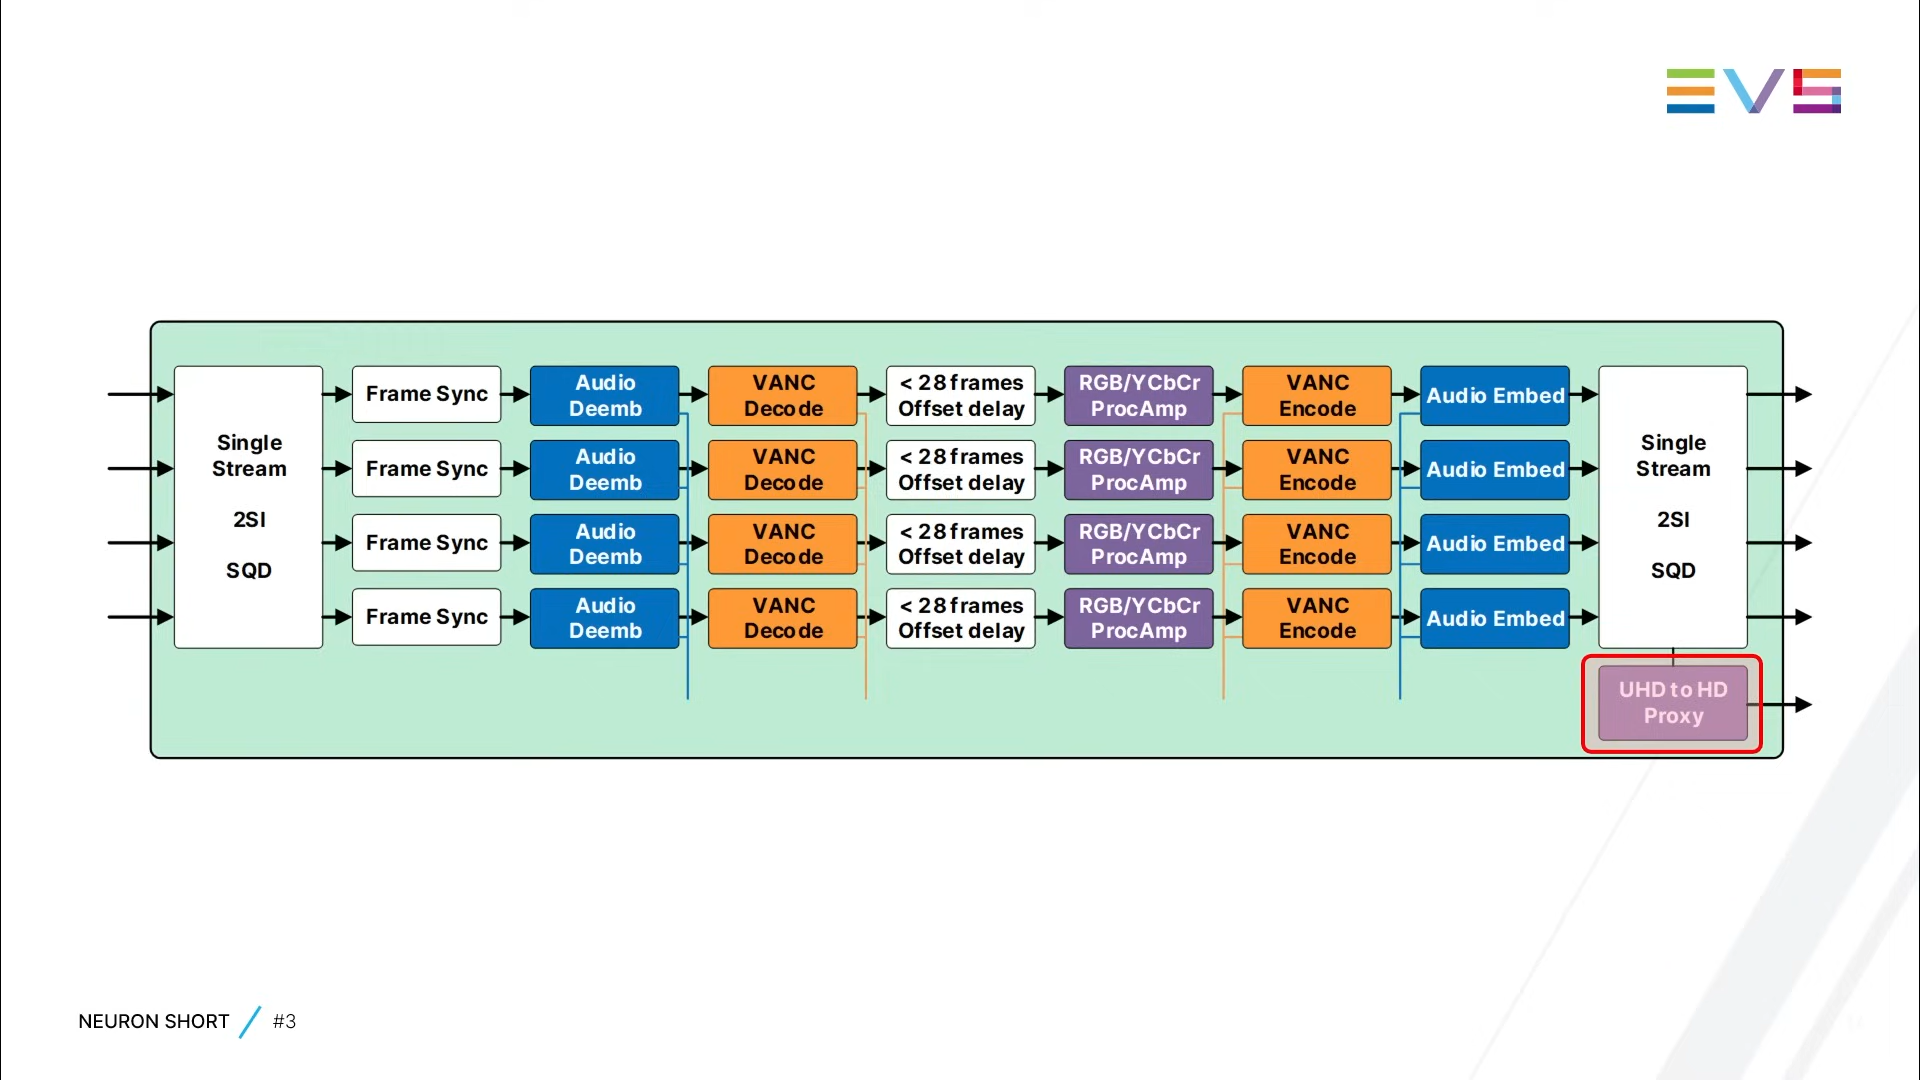 EVS
Single
Stream
2SI
SQD
Frame Sync
Audio
Deemb
VANC
Decode
< 28 frames
Offset delay
RGB/YCbCr
ProcAmp
VANC
Encode
Audio Embed
Frame Sync
Audio
Deemb
VANC
Decode
< 28 frames
Offset delay
RGB/YCbCr
ProcAmp
VANC
Encode
Audio Embed
Frame Sync
Audio
Deemb
VANC
Decode
< 28 frames
Offset delay
RGB/YCbCr
ProcAmp
VANC
Encode
Audio Embed
Frame Sync
Audio
Deemb
VANC
Decode
< 28 frames
Offset delay
RGB/YCbCr
ProcAmp
VANC
Encode
Audio Embed
Single
Stream
2SI
SQD
UHD to HD
Proxy
NEURON SHORT / #3